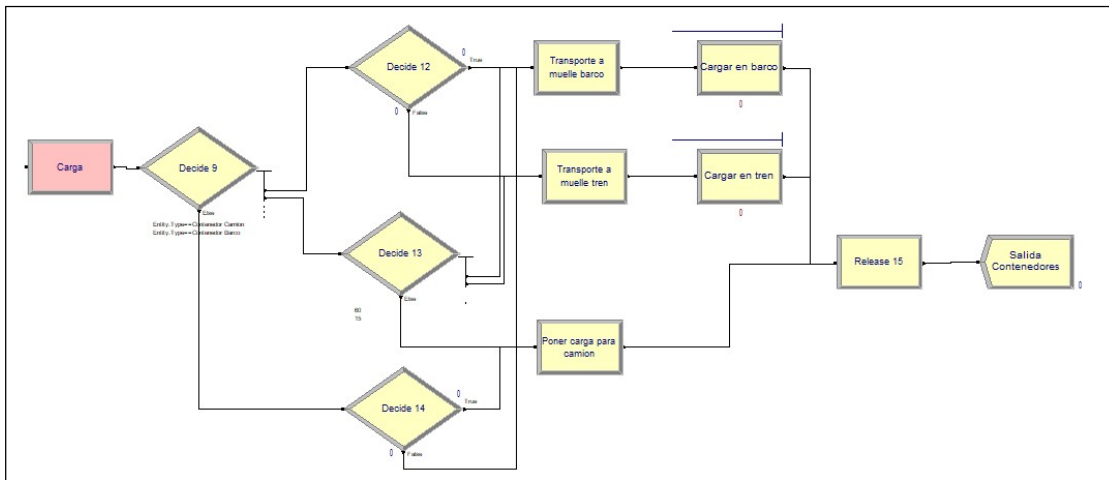 Carga
Decide 9
Else
Entity.Type==Contenedor Camion
Entity.Type==Contenedor Barco
Decide 12
0
True
0
False
Decide 13
Else
60
15
Decide 14
0
True
0
False
Transporte a
muelle barco
Cargar en barco
0
Transporte a
muelle tren
Cargar en tren
0
Poner carga para
camion
Release 15
Salida
Contenedores
0